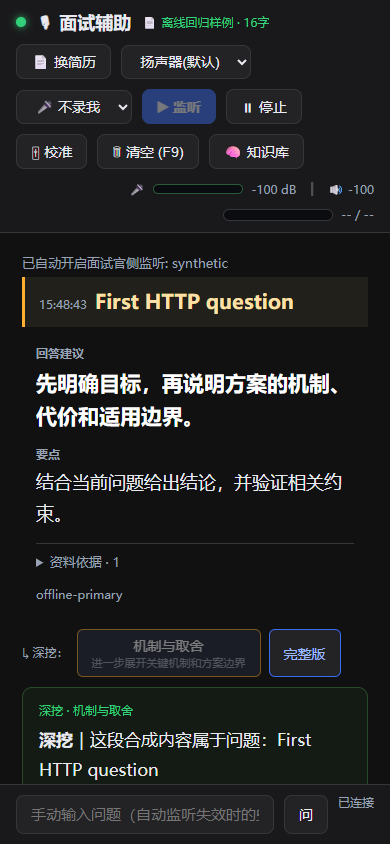 面试辅助 离线回归样例 · 16字
换简历 扬声器(默认)
不录我 ▶ 监听 ⏸ 停止
校准 清空 (F9) 知识库
-100 dB | -100
-- / --
已自动开启面试官侧监听: synthetic
15:48:43 First HTTP question
回答建议
先明确目标，再说明方案的机制、
代价和适用边界。
要点
结合当前问题给出结论，并验证相关约
束。
▶ 资料依据 · 1
offline-primary
↳ 深挖： 机制与取舍 完整版
进一步展开关键机制和方案边界
深挖 · 机制与取舍
深挖 | 这段合成内容属于问题：First
HTTP question
手动输入问题（自动监听失效时的 问 已连接